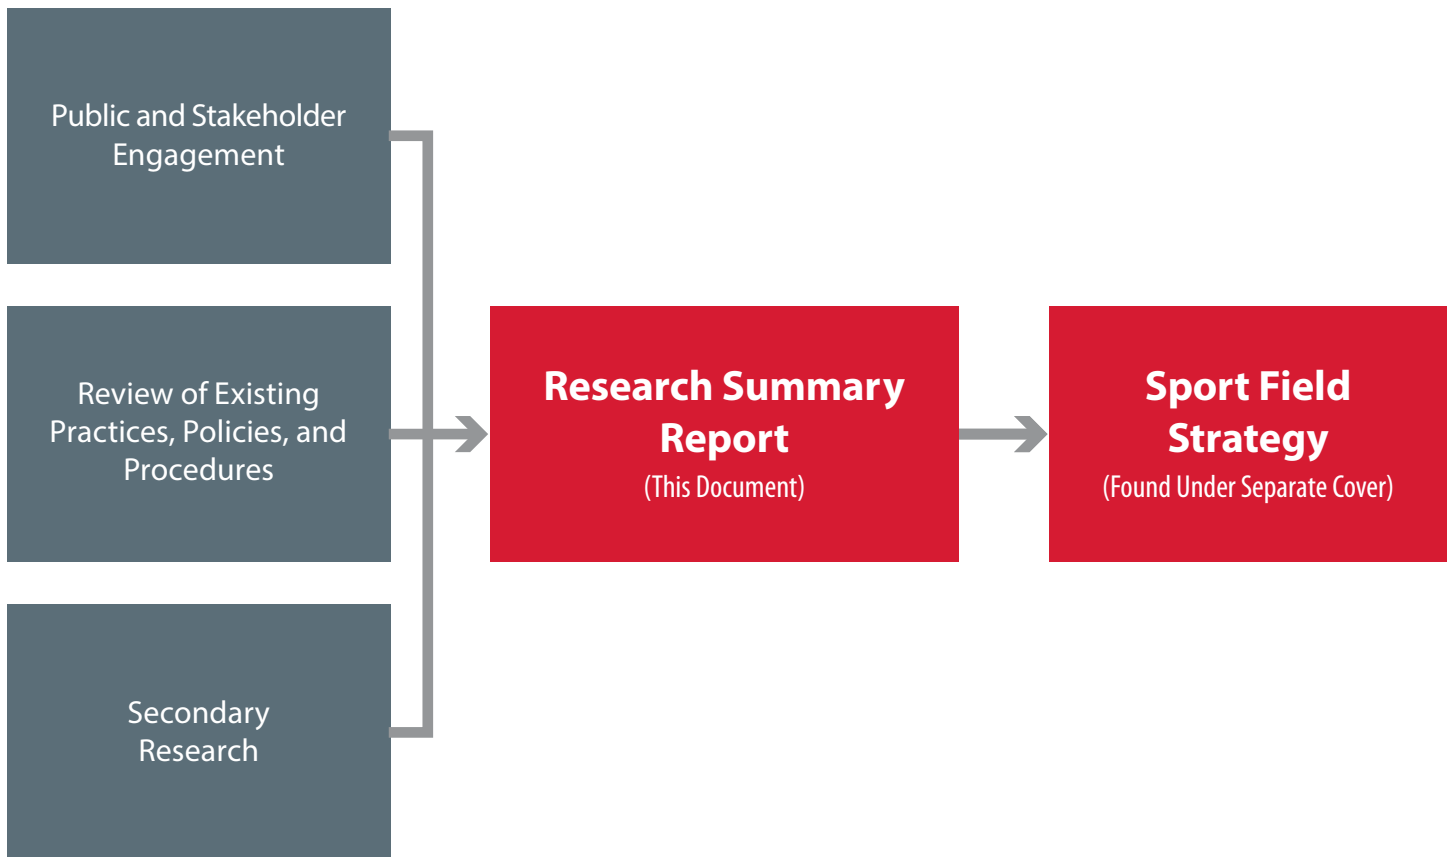 Public and Stakeholder
Engagement
Review of Existing
Practices, Policies, and
Procedures
Secondary
Research
Research Summary
Report
(This Document)
Sport Field
Strategy
(Found Under Separate Cover)